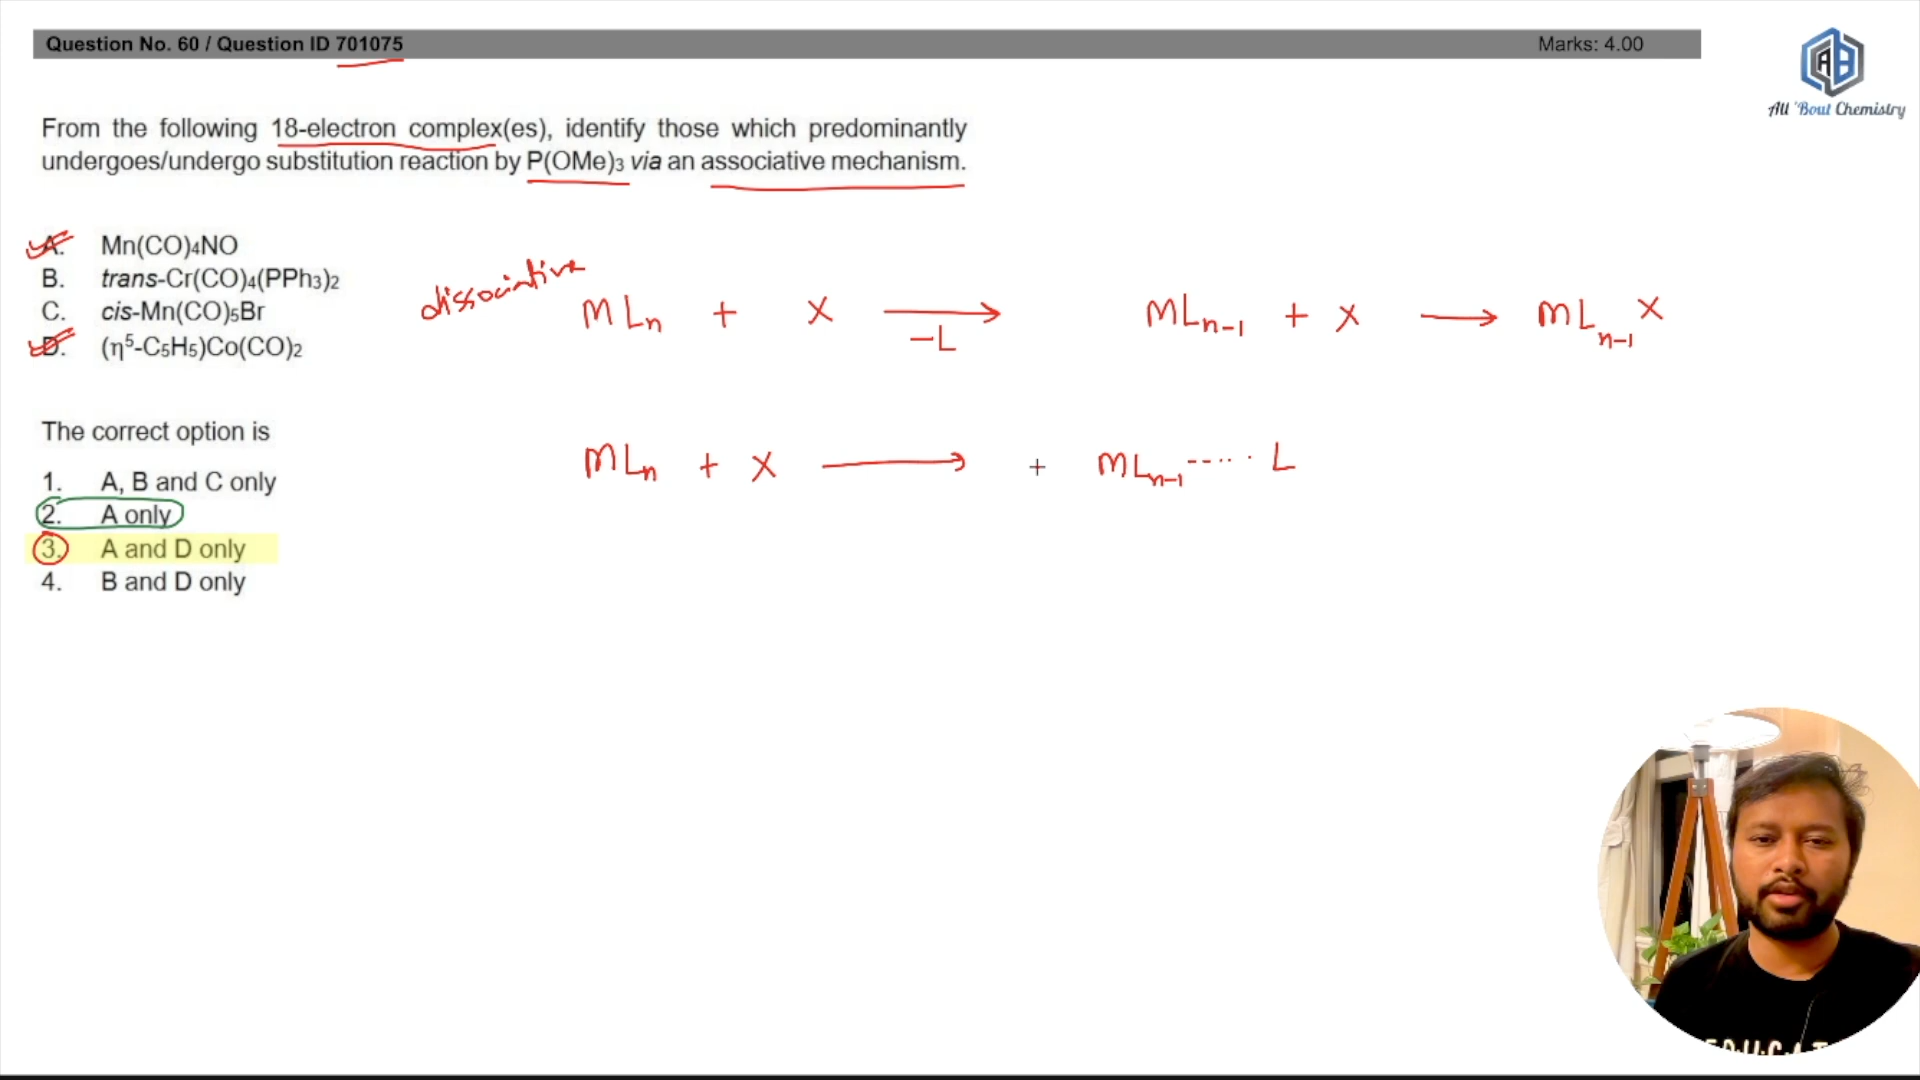 Question No. 60 / Question ID 701075 Marks: 4.00
All 'Bout Chemistry
From the following 18-electron complex(es), identify those which predominantly
undergoes/undergo substitution reaction by P(OMe)3 via an associative mechanism.
A. Mn(CO)4NO
B. trans-Cr(CO)4(PPh3)2
C. cis-Mn(CO)5Br
D. (η5-C5H5)Co(CO)2
dissociative
MLn + X → -L MLn-1 + X → MLn-1 X
The correct option is
MLn + X → MLn-1 ····· L
1. A, B and C only
2. A only
3. A and D only
4. B and D only